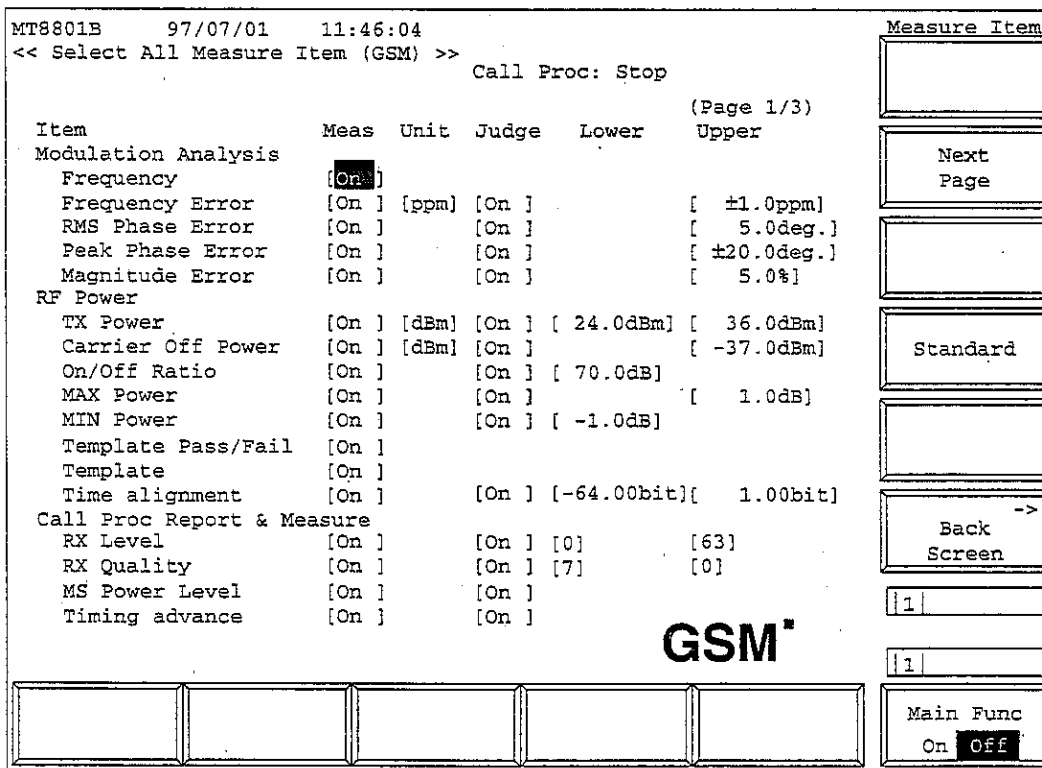 MT8801B 97/07/01 11:46:04
<< Select All Measure Item (GSM) >>
Call Proc: Stop
(Page 1/3)
Item Meas Unit Judge Lower Upper
Modulation Analysis
Frequency [On ]
Frequency Error [On ] [ppm] [On ] [ ±1.0ppm]
RMS Phase Error [On ] [On ] [ 5.0deg.]
Peak Phase Error [On ] [On ] [ ±20.0deg.]
Magnitude Error [On ] [On ] [ 5.0%]
RF Power
TX Power [On ] [dBm] [On ] [ 24.0dBm] [ 36.0dBm]
Carrier Off Power [On ] [dBm] [On ] [ -37.0dBm]
On/Off Ratio [On ] [On ] [ 70.0dB]
MAX Power [On ] [On ] [ 1.0dB]
MIN Power [On ] [On ] [ -1.0dB]
Template Pass/Fail [On ]
Template [On ]
Time alignment [On ] [On ] [-64.00bit][ 1.00bit]
Call Proc Report & Measure
RX Level [On ] [On ] [0] [63]
RX Quality [On ] [On ] [7] [0]
MS Power Level [On ] [On ]
Timing advance [On ] [On ]
GSM
Measure Item
Next
Page
Standard
->
Back
Screen
1
1
Main Func
On Off